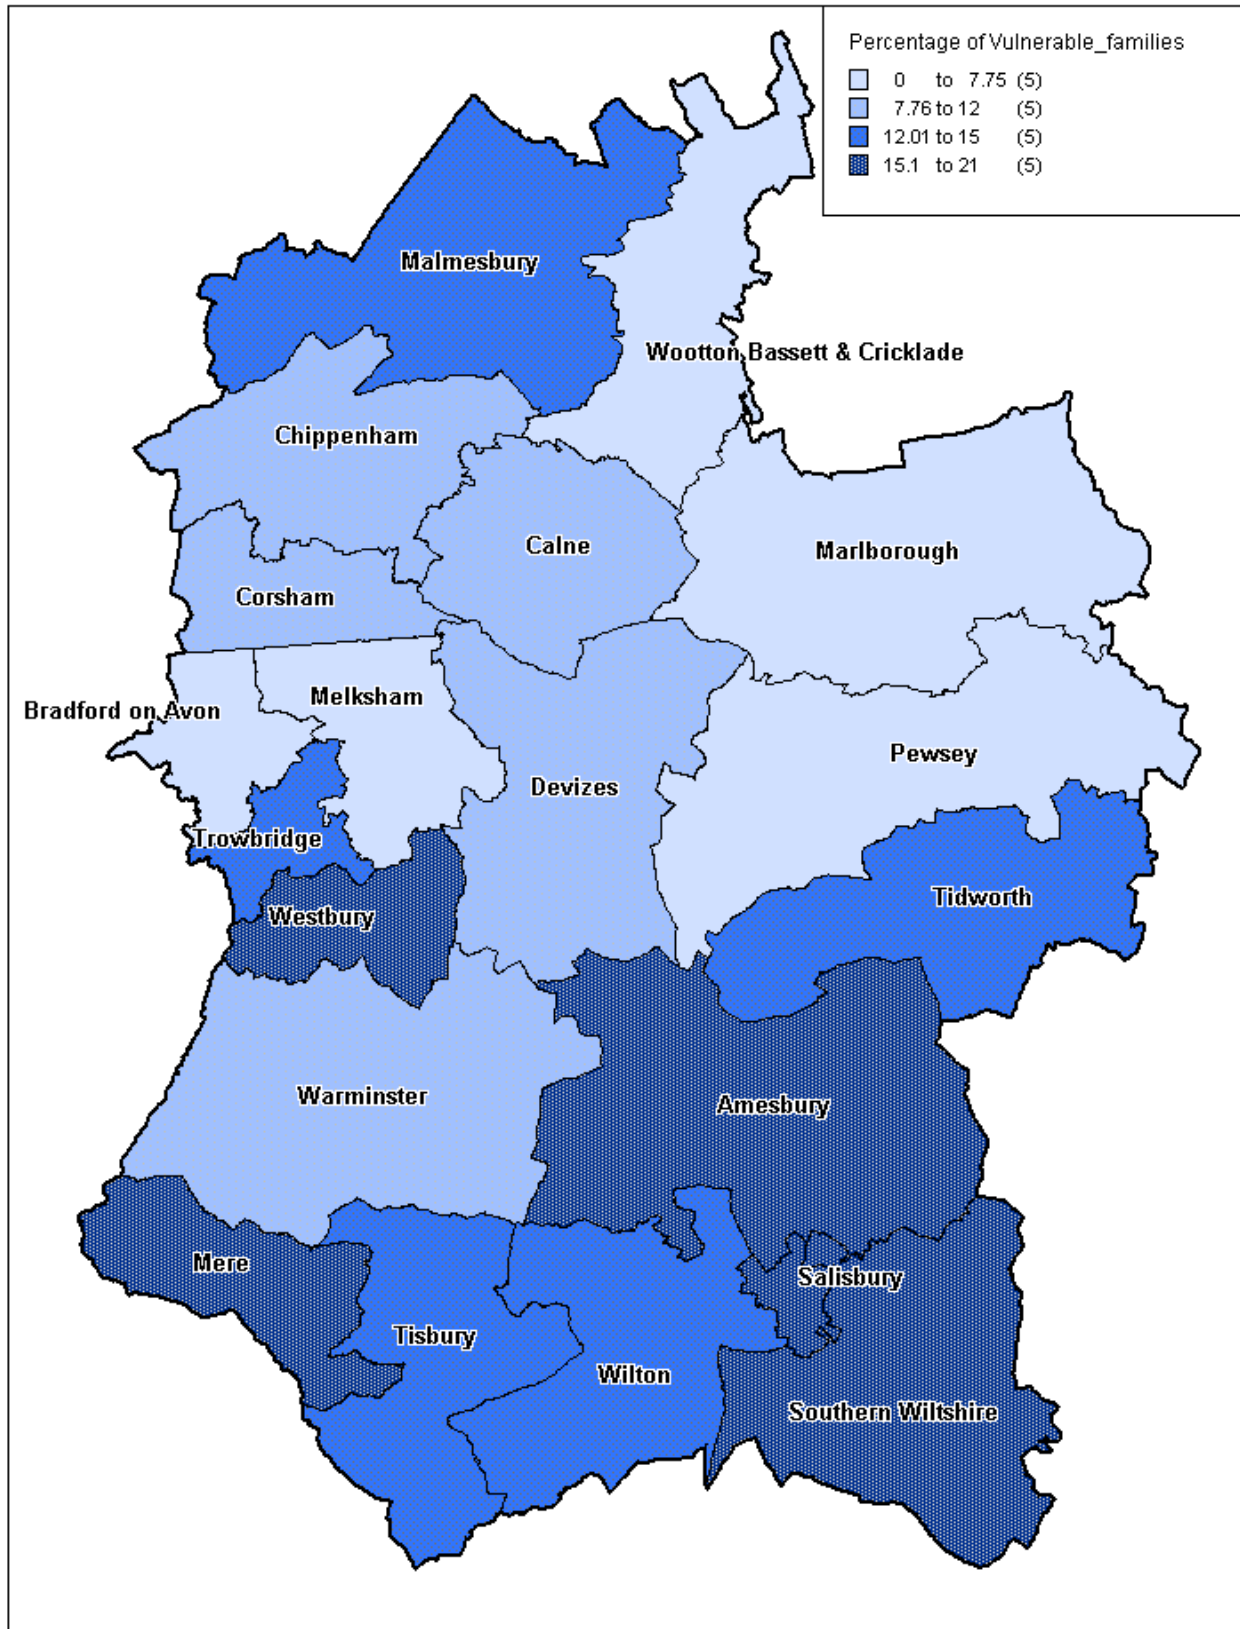 Percentage of Vulnerable_families
0 to 7.75 (5)
7.76 to 12 (5)
12.01 to 15 (5)
15.1 to 21 (5)
Malmesbury
Wootton Bassett & Cricklade
Chippenham
Calne
Marlborough
Corsham
Melksham
Bradford on Avon
Pewsey
Devizes
Trowbridge
Tidworth
Westbury
Warminster
Amesbury
Mere
Salisbury
Tisbury
Wilton
Southern Wiltshire